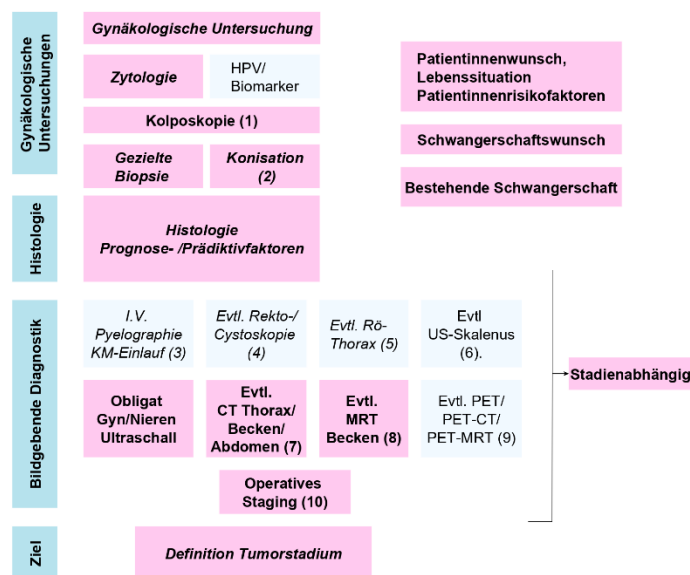 Gynäkologische
Untersuchungen
Gynäkologische Untersuchung
Zytologie
HPV/
Biomarker
Kolposkopie (1)
Gezielte
Biopsie
Konisation
(2)
Patientinnenwunsch,
Lebenssituation
Patientinnenrisikofaktoren
Schwangerschaftswunsch
Bestehende Schwangerschaft
Histologie
Histologie
Prognose- /Prädiktivfaktoren
Bildgebende Diagnostik
I.V.
Pyelographie
KM-Einlauf (3)
Evtl. Rekto-/
Cystoskopie
(4)
Evtl. Rö-
Thorax (5)
Evtl
US-Skalenus
(6).
Obligat
Gyn/Nieren
Ultraschall
Evtl.
CT Thorax/
Becken/
Abdomen (7)
Evtl.
MRT
Becken (8)
Evtl. PET/
PET-CT/
PET-MRT (9)
Operatives
Staging (10)
Stadienabhängig
Ziel
Definition Tumorstadium